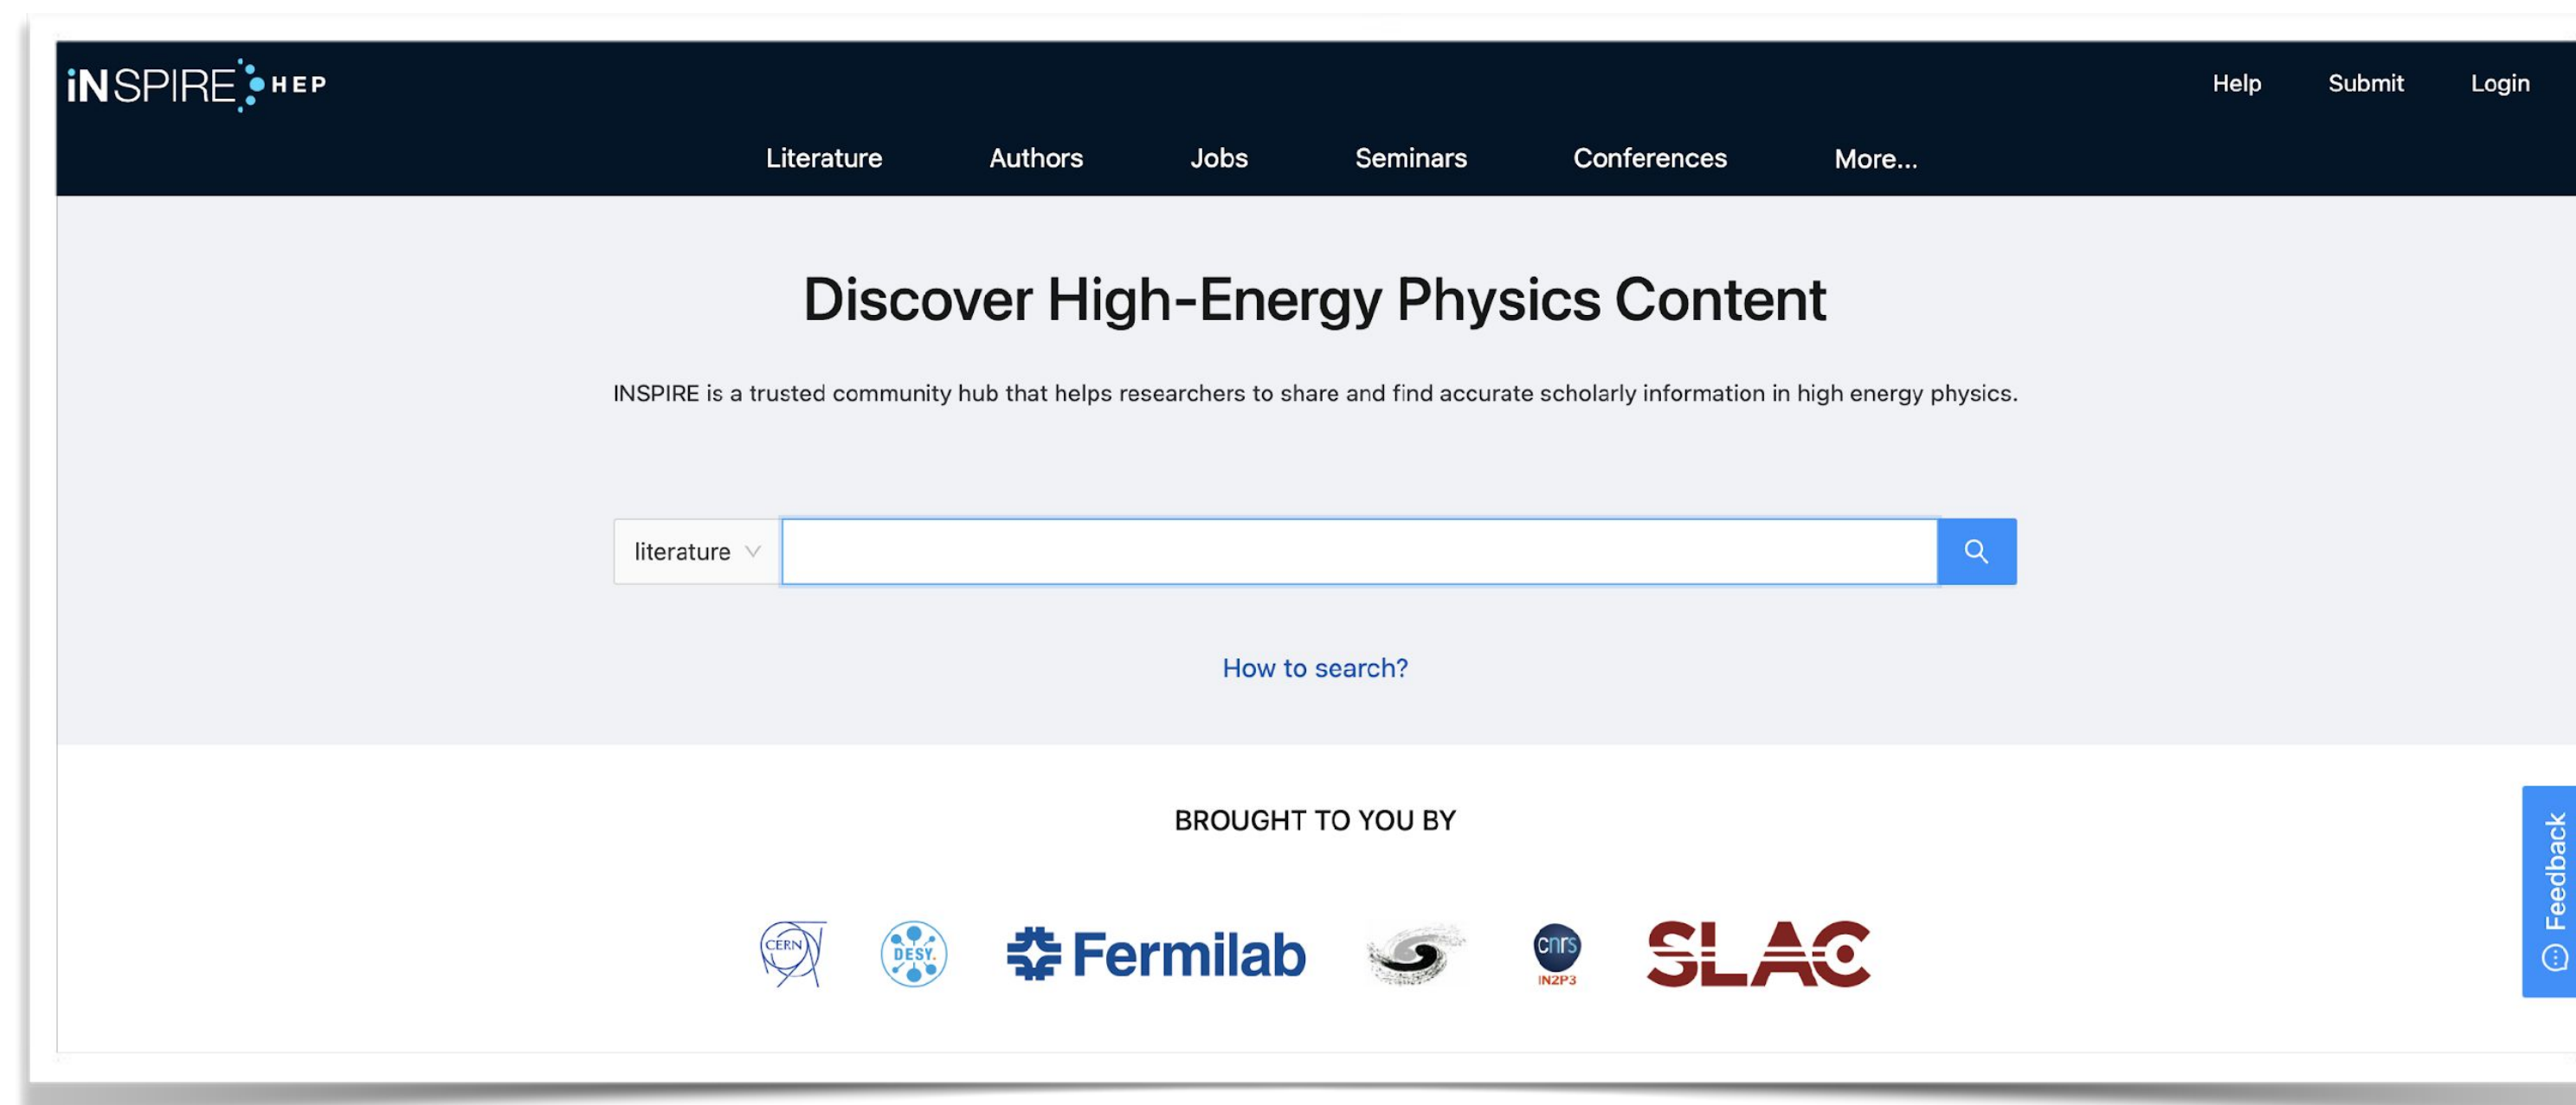 iNSPIRE HEP
Help Submit Login
Literature Authors Jobs Seminars Conferences More...
Discover High-Energy Physics Content
INSPIRE is a trusted community hub that helps researchers to share and find accurate scholarly information in high energy physics.
literature
How to search?
BROUGHT TO YOU BY
CERN DESY. Fermilab cnrs SLAC
IN2P3
Feedback